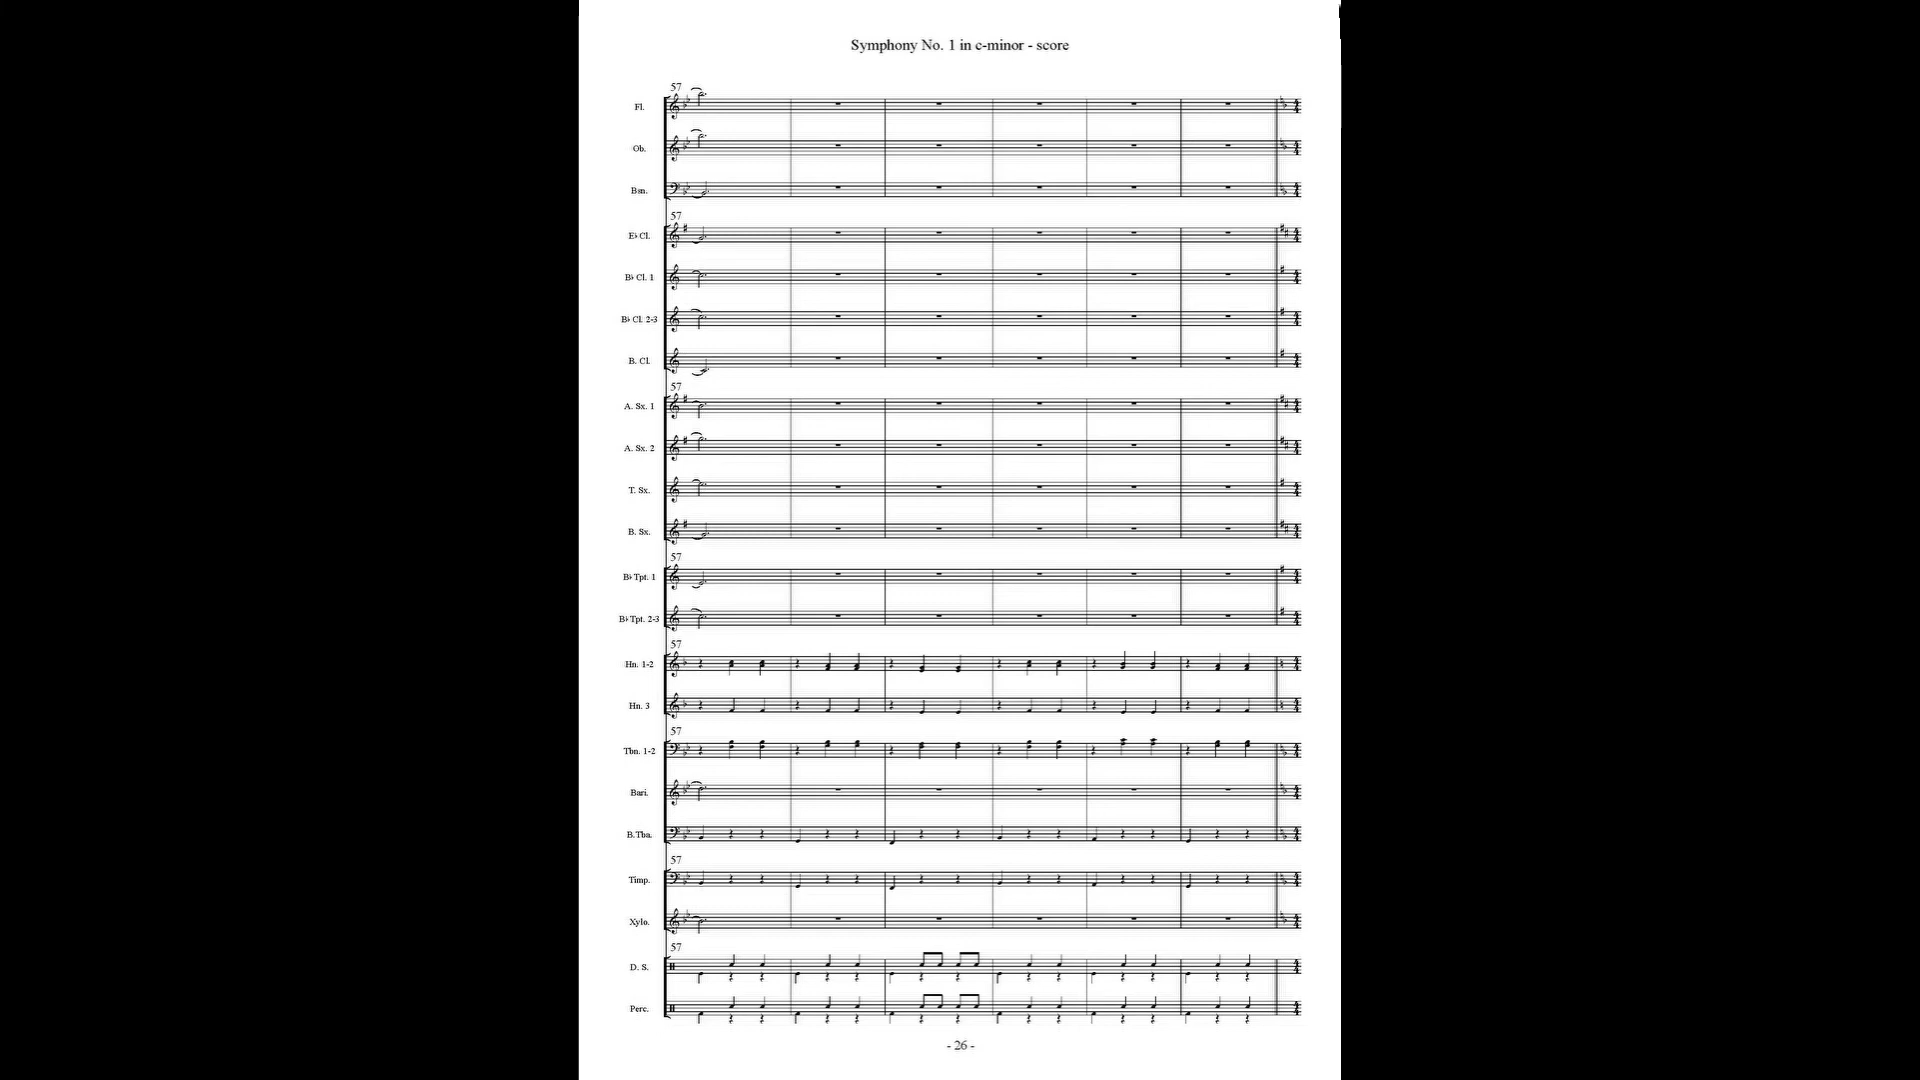 Symphony No. 1 in c-minor - score
57
Fl.
Ob.
Bsn.
57
E♭ Cl.
B♭ Cl. 1
B♭ Cl. 2-3
B. Cl.
57
A. Sx. 1
A. Sx. 2
T. Sx.
B. Sx.
57
B♭ Tpt. 1
B♭ Tpt. 2-3
57
Hn. 1-2
Hn. 3
57
Tbn. 1-2
Bari.
B.Tba.
57
Timp.
Xylo.
57
D. S.
Perc.
- 26 -